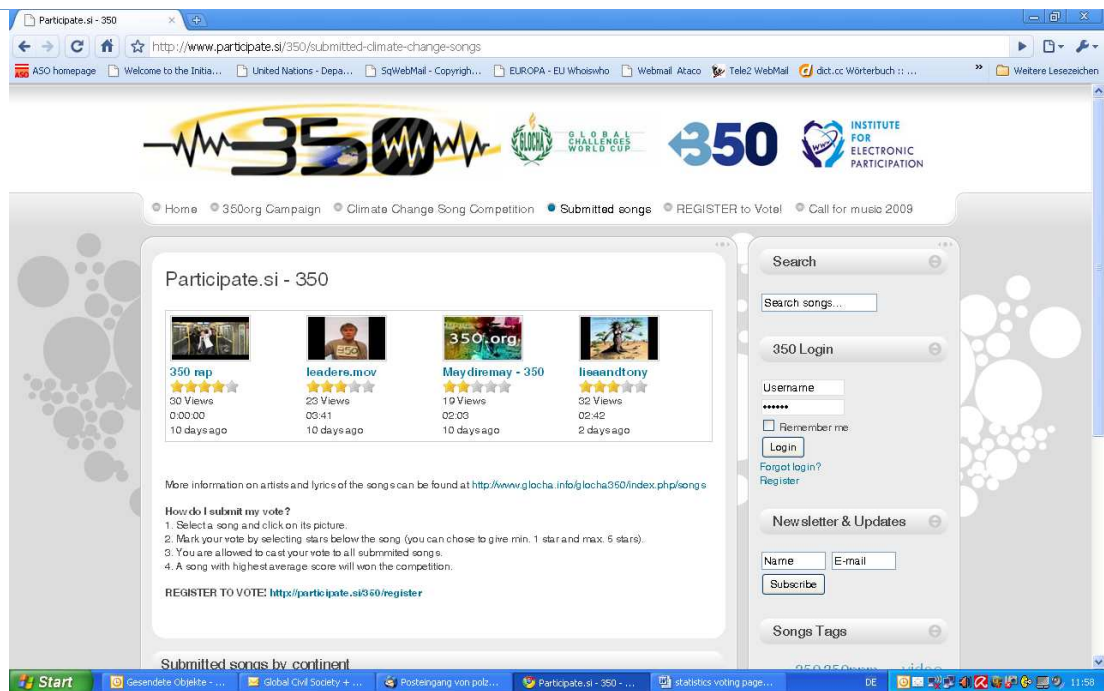 Participate.si - 350
http://www.participate.si/350/submitted-climate-change-songs
ASO homepage Welcome to the Initia... United Nations - Depa... SqWebMail - Copyrigh... EUROPA - EU Whoiswho Webmail Ataco Tele2 WebMail dict.cc Wörterbuch :: ... » Weitere Lesezeichen
350 GLOCHA GLOBAL CHALLENGES WORLD CUP 350 www INSTITUTE FOR ELECTRONIC PARTICIPATION
Home 350org Campaign Climate Change Song Competition Submitted songs REGISTER to Vote! Call for music 2009
Participate.si - 350
350
350.org
350 rap leaders.mov Maydiremay - 350 lisaandtony
30 Views 23 Views 19 Views 32 Views
0:00:00 03:41 02:03 02:42
10 days ago 10 days ago 10 days ago 2 days ago
More information on artists and lyrics of the songs can be found at http://www.glocha.info/glocha350/index.php/songs
How do I submit my vote?
1. Select a song and click on its picture.
2. Mark your vote by selecting stars below the song (you can chose to give min. 1 star and max. 5 stars).
3. You are allowed to cast your vote to all submmited songs.
4. A song with highest average score will won the competition.
REGISTER TO VOTE: http://participate.si/350/register
Submitted songs by continent
Search
Search songs...
350 Login
Username
••••••
Remember me
Login
Forgot login?
Register
Newsletter & Updates
Name E-mail
Subscribe
Songs Tags
350 350ppm video
Start Gesendete Objekte - ... Global Civil Society + ... Posteingang von polz... Participate.si - 350 - ... statistics voting page... DE 11:58